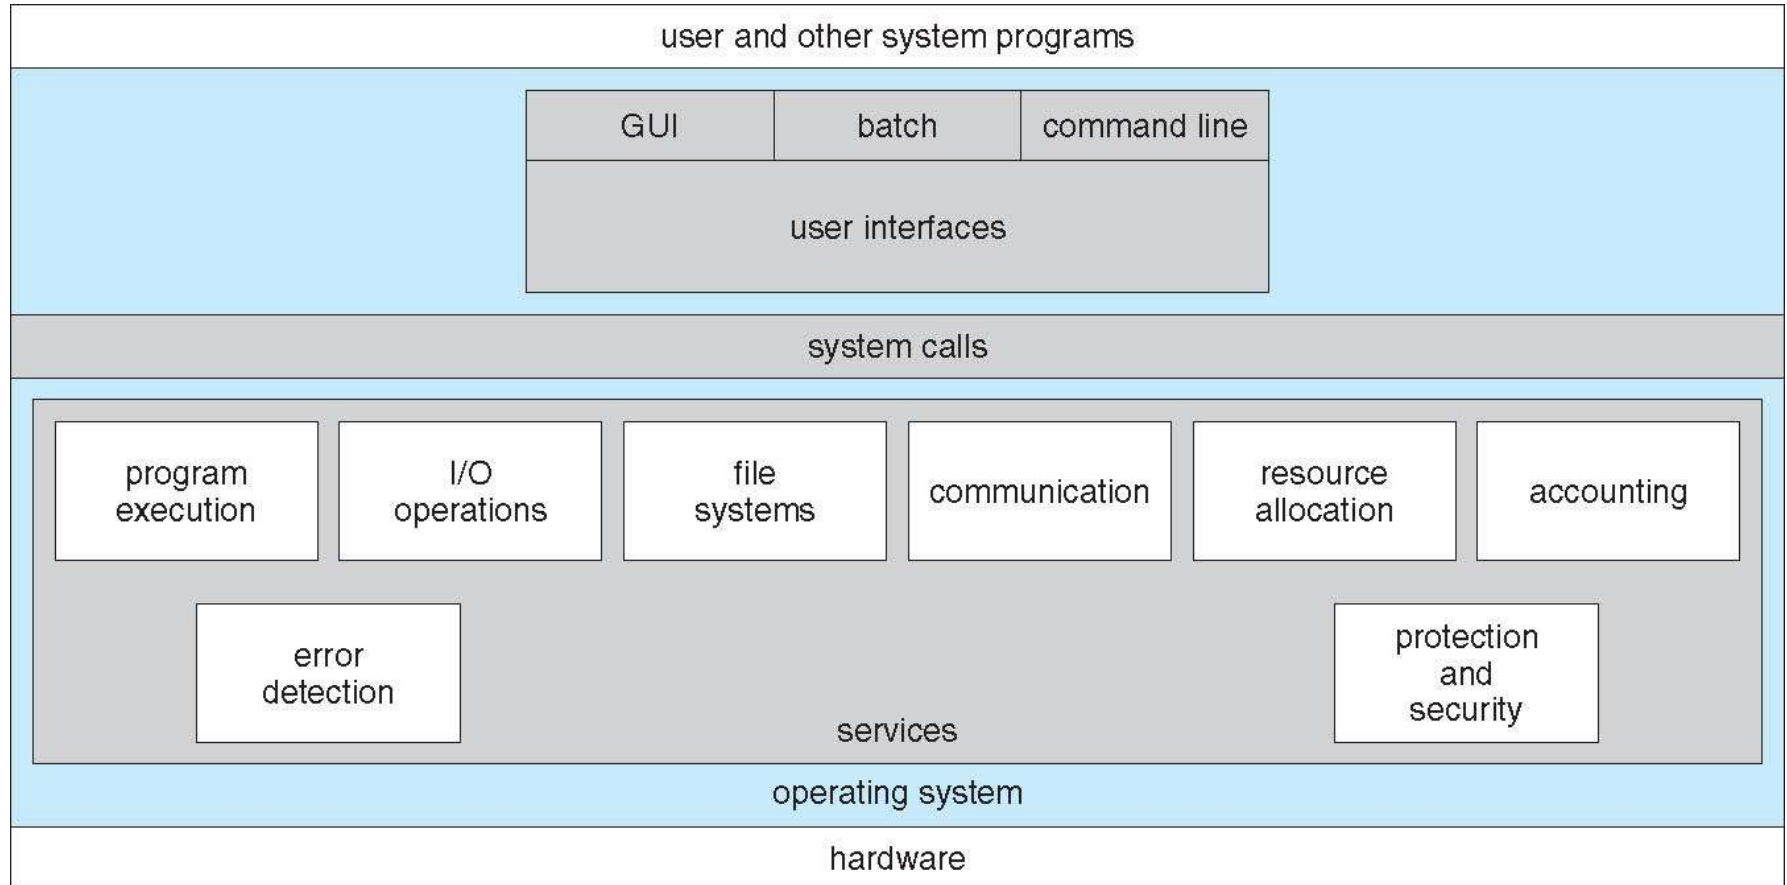 user and other system programs
GUI
batch
command line
user interfaces
system calls
program
execution
I/O
operations
file
systems
communication
resource
allocation
accounting
error
detection
protection
and
security
services
operating system
hardware